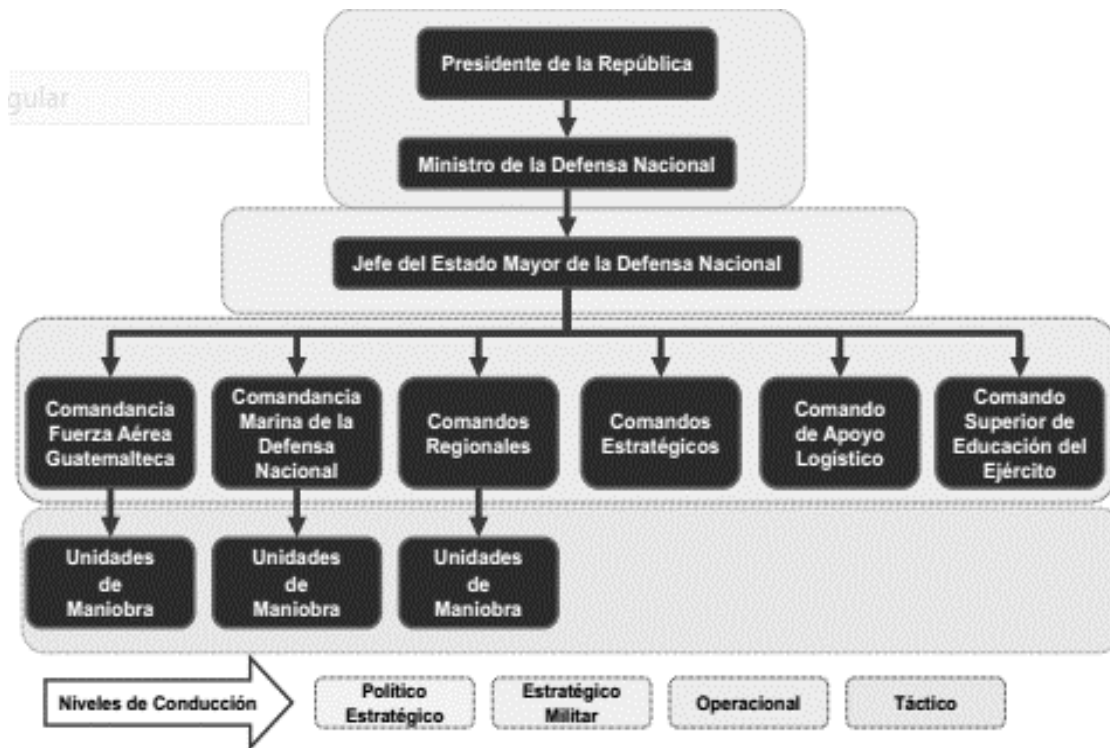 Presidente de la República
gular
Ministro de la Defensa Nacional
Jefe del Estado Mayor de la Defensa Nacional
Comandancia
Fuerza Aérea
Guatemalteca
Comandancia
Marina de la
Defensa
Nacional
Comandos
Regionales
Comandos
Estratégicos
Comando
de Apoyo
Logístico
Comando
Superior de
Educación del
Ejército
Unidades
de
Maniobra
Unidades
de
Maniobra
Unidades
de
Maniobra
Niveles de Conducción
Político
Estratégico
Estratégico
Militar
Operacional
Táctico